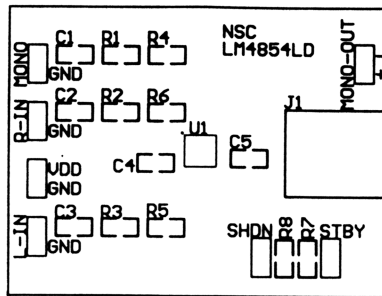 C1 R1 R4
NSC
LM4854LD
MONO
GND
MONO-OUT
C2 R2 R6
R-IN
GND
J1
U1
C4
C5
VDD
GND
C3 R3 R5
L-IN
GND
SHDN R8 R7 STBY